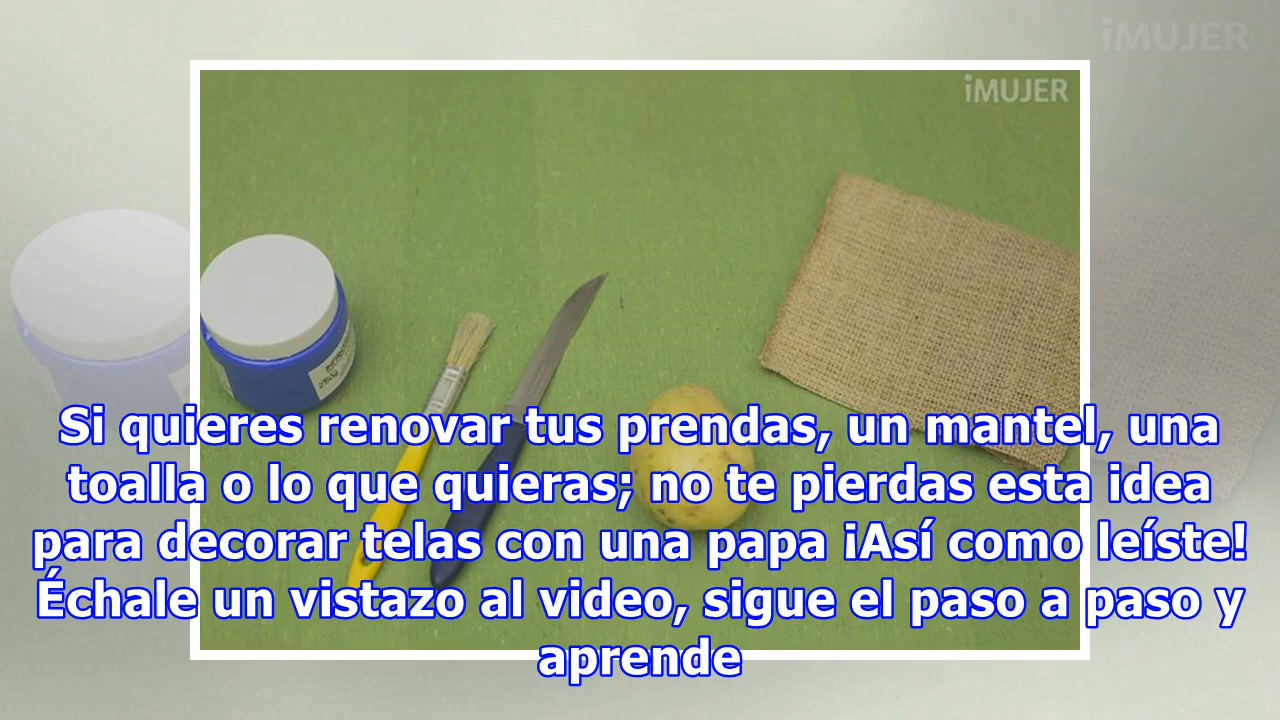 iMUJER
iMUJER
Si quieres renovar tus prendas, un mantel, una
toalla o lo que quieras; no te pierdas esta idea
para decorar telas con una papa ¡Así como leíste!
Échale un vistazo al video, sigue el paso a paso y
aprende